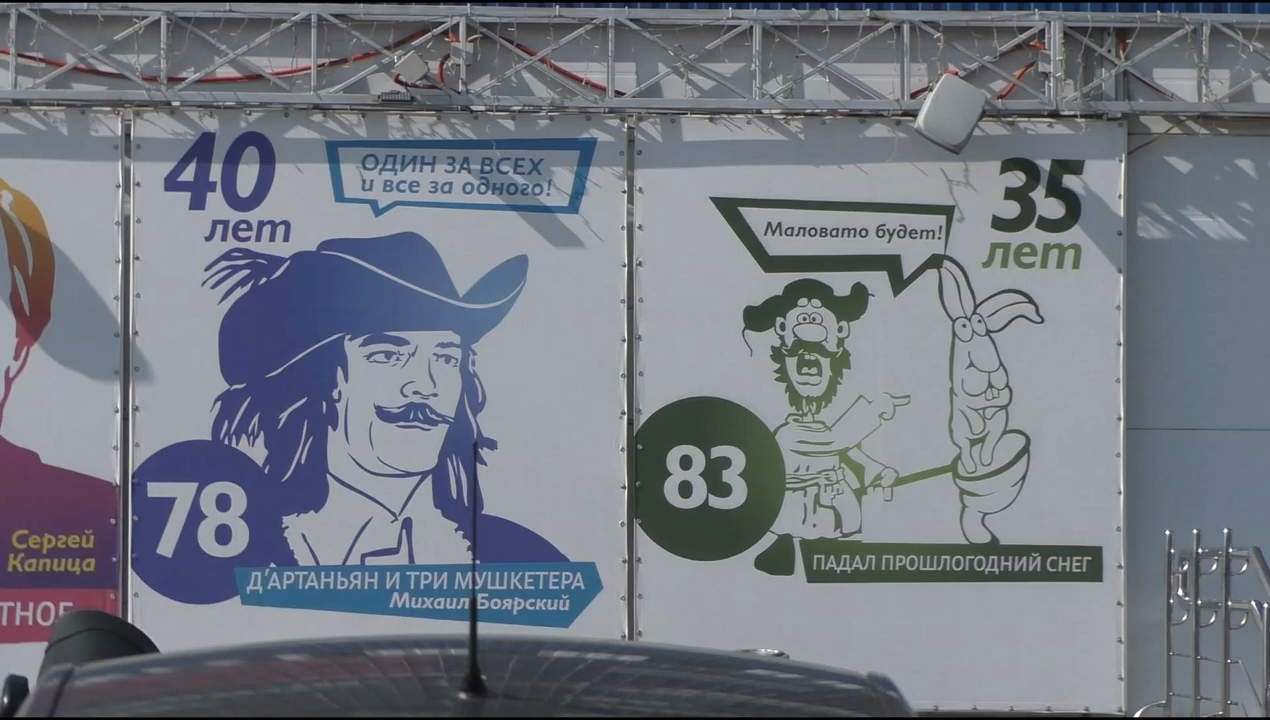 Сергей
Капица
ТНОЕ
40
лет
ОДИН ЗА ВСЕХ
и все за одного!
78
Д'АРТАНЬЯН И ТРИ МУШКЕТЕРА
Михаил Боярский
35
лет
Маловато будет!
83
ПАДАЛ ПРОШЛОГОДНИЙ СНЕГ